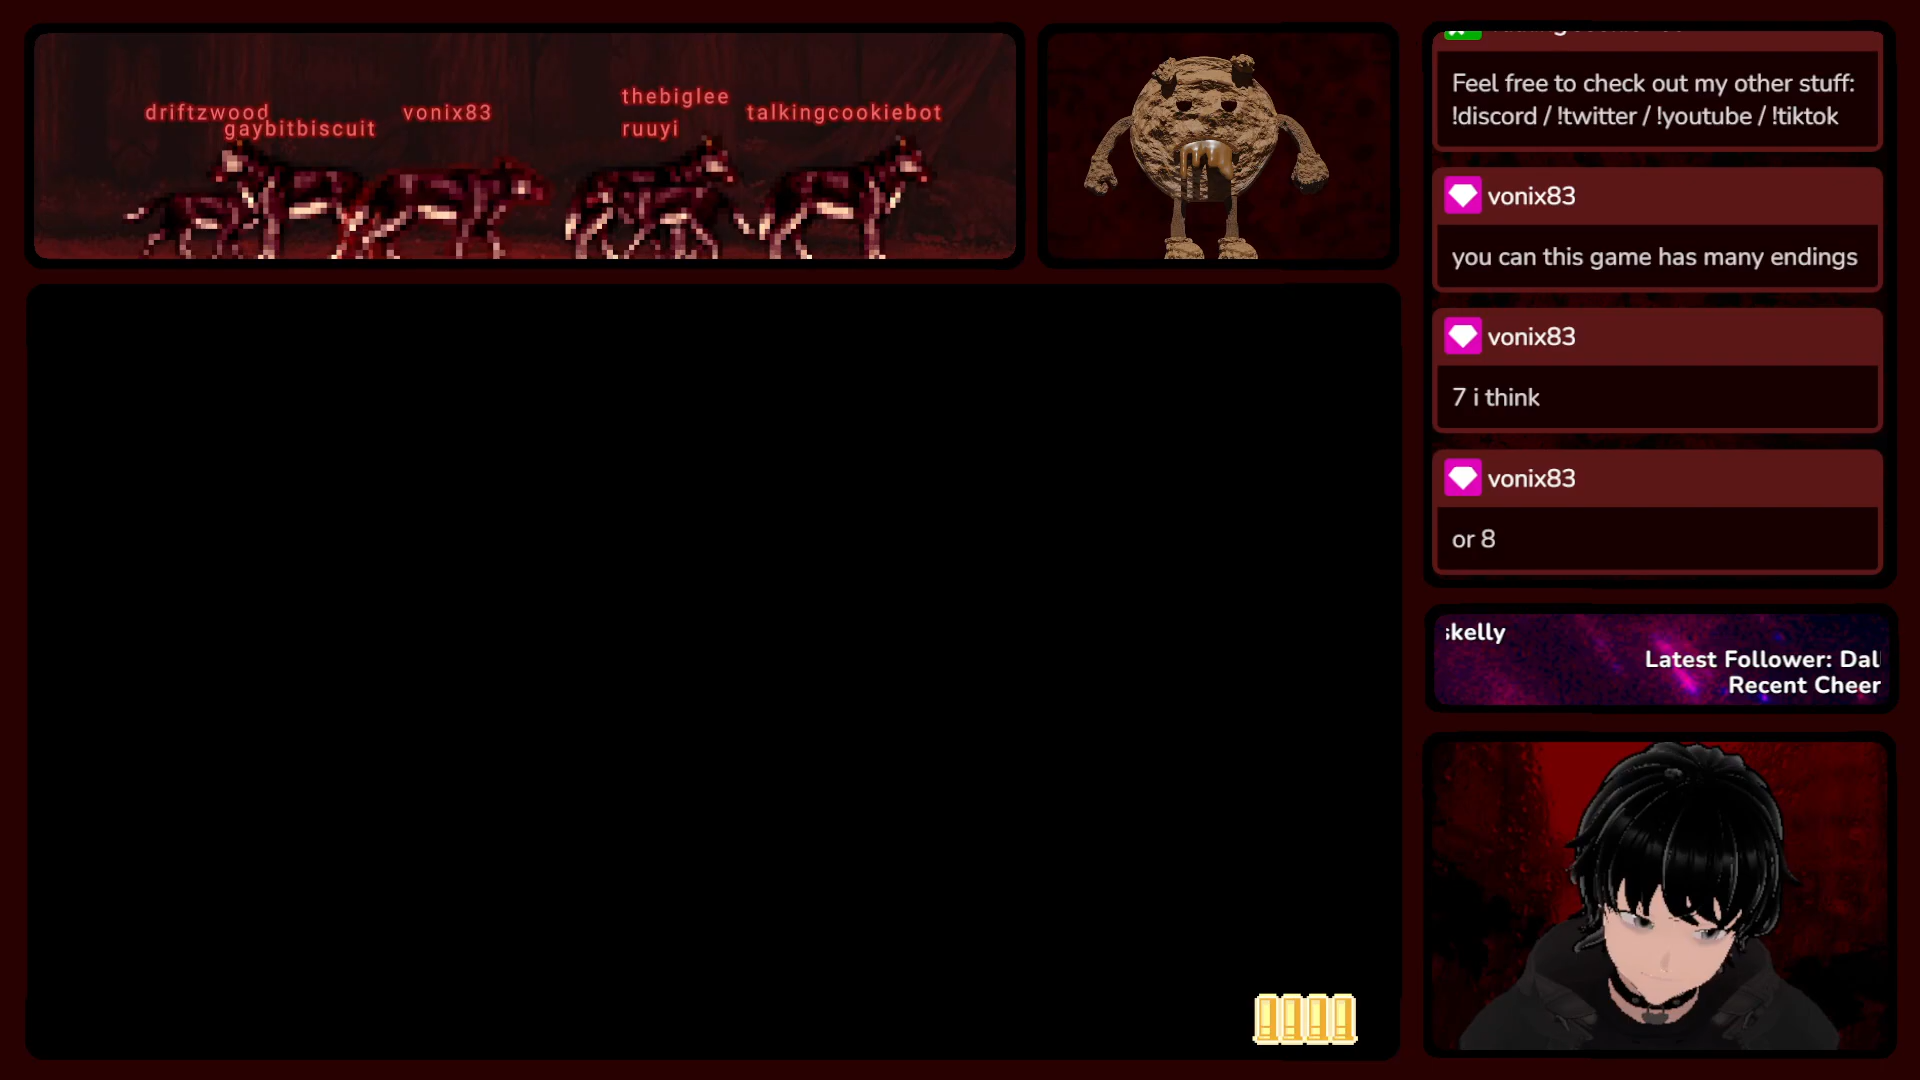 driftzwood
gaybitbiscuit
vonix83
thebiglee
ruuyi
talkingcookiebot
Feel free to check out my other stuff:
!discord / !twitter / !youtube / !tiktok
vonix83
you can this game has many endings
vonix83
7 i think
vonix83
or 8
skelly
Latest Follower: Dal
Recent Cheer